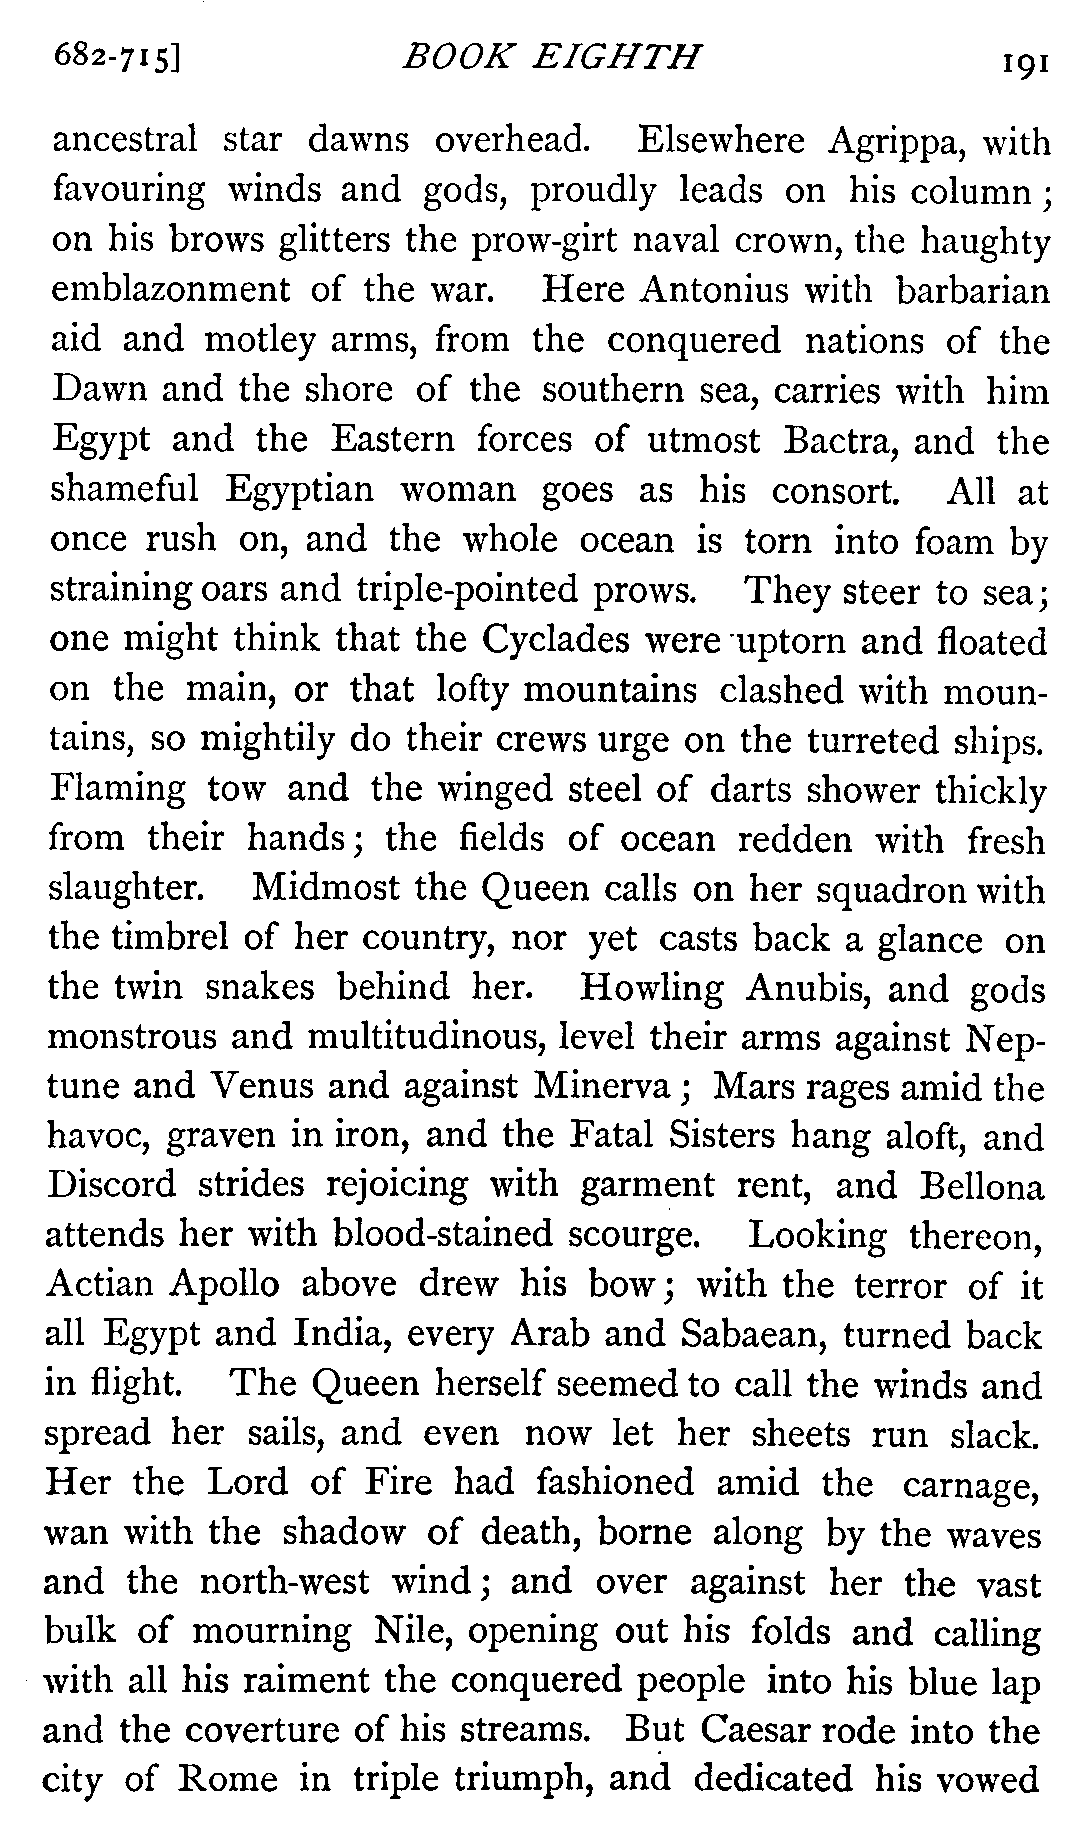 682-715] BOOK EIGHTH 191
ancestral star dawns overhead. Elsewhere Agrippa, with
favouring winds and gods, proudly leads on his column ;
on his brows glitters the prow-girt naval crown, the haughty
emblazonment of the war. Here Antonius with barbarian
aid and motley arms, from the conquered nations of the
Dawn and the shore of the southern sea, carries with him
Egypt and the Eastern forces of utmost Bactra, and the
shameful Egyptian woman goes as his consort. All at
once rush on, and the whole ocean is torn into foam by
straining oars and triple-pointed prows. They steer to sea;
one might think that the Cyclades were uptorn and floated
on the main, or that lofty mountains clashed with moun-
tains, so mightily do their crews urge on the turreted ships.
Flaming tow and the winged steel of darts shower thickly
from their hands ; the fields of ocean redden with fresh
slaughter. Midmost the Queen calls on her squadron with
the timbrel of her country, nor yet casts back a glance on
the twin snakes behind her. Howling Anubis, and gods
monstrous and multitudinous, level their arms against Nep-
tune and Venus and against Minerva ; Mars rages amid the
havoc, graven in iron, and the Fatal Sisters hang aloft, and
Discord strides rejoicing with garment rent, and Bellona
attends her with blood-stained scourge. Looking thereon,
Actian Apollo above drew his bow ; with the terror of it
all Egypt and India, every Arab and Sabaean, turned back
in flight. The Queen herself seemed to call the winds and
spread her sails, and even now let her sheets run slack.
Her the Lord of Fire had fashioned amid the carnage,
wan with the shadow of death, borne along by the waves
and the north-west wind ; and over against her the vast
bulk of mourning Nile, opening out his folds and calling
with all his raiment the conquered people into his blue lap
and the coverture of his streams. But Caesar rode into the
city of Rome in triple triumph, and dedicated his vowed